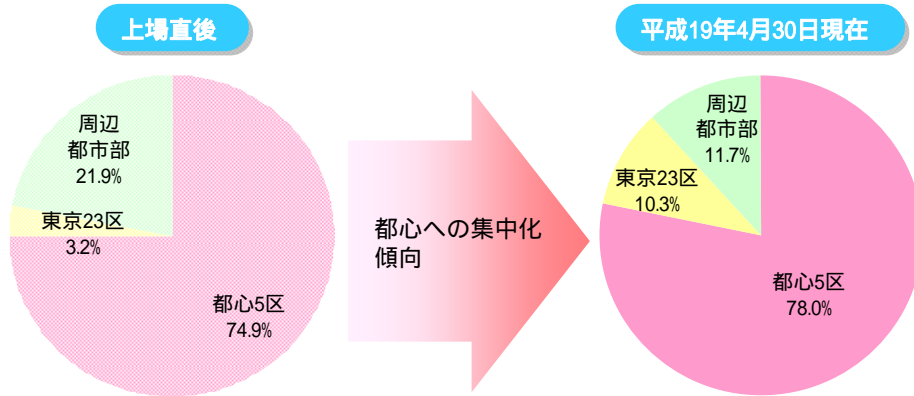 上場直後
周辺
都市部
21.9%
東京23区
3.2%
都心5区
74.9%
都心への集中化
傾向
平成19年4月30日現在
周辺
都市部
11.7%
東京23区
10.3%
都心5区
78.0%